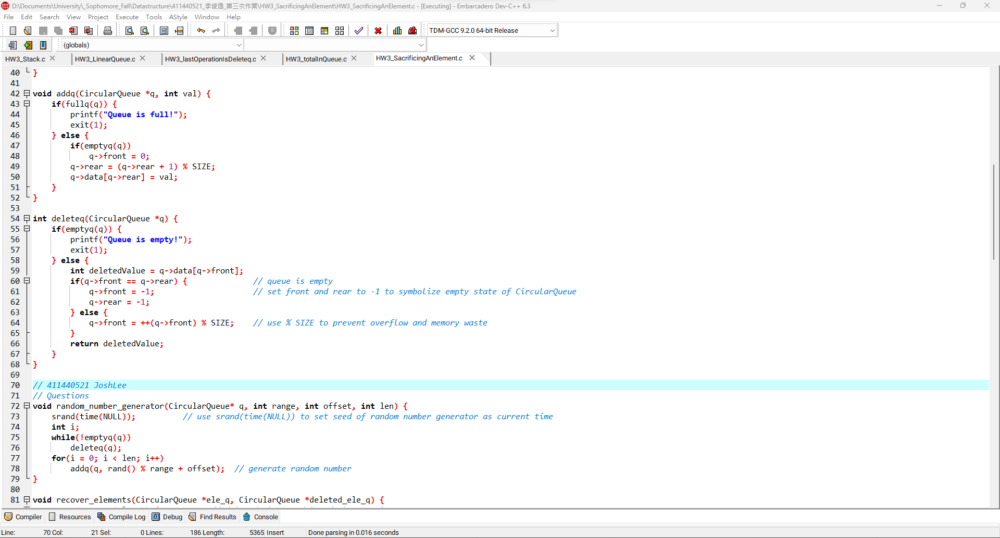 D:\Documents\University\_Sophomore_Fall\Datastructure\411440521_李俊逸_第三次作業\HW3_SacrificingAnElement\HW3_SacrificingAnElement.c - [Executing] - Embarcadero Dev-C++ 6.3
File Edit Search View Project Execute Tools AStyle Window Help
TDM-GCC 9.2.0 64-bit Release
(globals)
HW3_Stack.c HW3_LinearQueue.c HW3_lastOperationIsDeleteq.c HW3_totalInQueue.c HW3_SacrificingAnElement.c
40 }
41
42 void addq(CircularQueue *q, int val) {
43     if(fullq(q)) {
44         printf("Queue is full!");
45         exit(1);
46     } else {
47         if(emptyq(q))
48             q->front = 0;
49         q->rear = (q->rear + 1) % SIZE;
50         q->data[q->rear] = val;
51     }
52 }
53
54 int deleteq(CircularQueue *q) {
55     if(emptyq(q)) {
56         printf("Queue is empty!");
57         exit(1);
58     } else {
59         int deletedValue = q->data[q->front];
60         if(q->front == q->rear) { // queue is empty
61             q->front = -1; // set front and rear to -1 to symbolize empty state of CircularQueue
62             q->rear = -1;
63         } else {
64             q->front = ++(q->front) % SIZE; // use % SIZE to prevent overflow and memory waste
65         }
66         return deletedValue;
67     }
68 }
69
70 // 411440521 JoshLee
71 // Questions
72 void random_number_generator(CircularQueue* q, int range, int offset, int len) {
73     srand(time(NULL)); // use srand(time(NULL)) to set seed of random number generator as current time
74     int i;
75     while(!emptyq(q))
76         deleteq(q);
77     for(i = 0; i < len; i++)
78         addq(q, rand() % range + offset); // generate random number
79 }
80
81 void recover_elements(CircularQueue *ele_q, CircularQueue *deleted_ele_q) {
Compiler Resources Compile Log Debug Find Results Console
Line: 70 Col: 21 Sel: 0 Lines: 186 Length: 5365 Insert Done parsing in 0.016 seconds